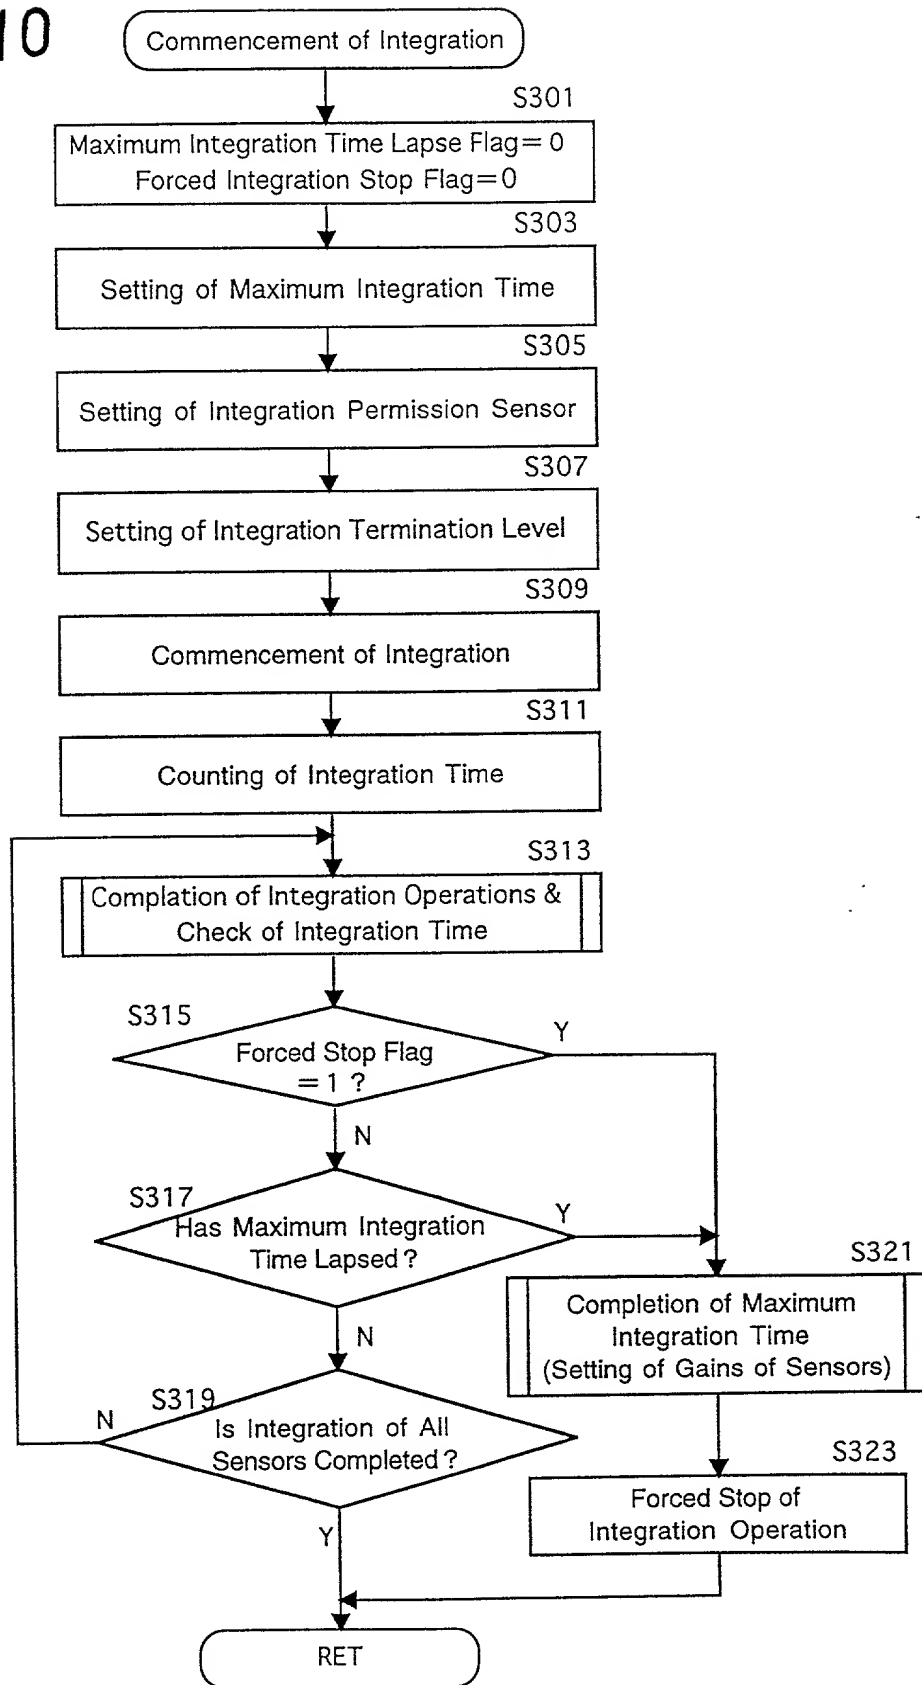 10
Commencement of Integration
S301
Maximum Integration Time Lapse Flag=0
Forced Integration Stop Flag=0
S303
Setting of Maximum Integration Time
S305
Setting of Integration Permission Sensor
S307
Setting of Integration Termination Level
S309
Commencement of Integration
S311
Counting of Integration Time
S313
Complation of Integration Operations &
Check of Integration Time
S315
Forced Stop Flag
=1 ?
Y
N
S317
Has Maximum Integration
Time Lapsed?
Y
N
S321
Completion of Maximum
Integration Time
(Setting of Gains of Sensors)
S319
Is Integration of All
Sensors Completed?
N
Y
S323
Forced Stop of
Integration Operation
RET